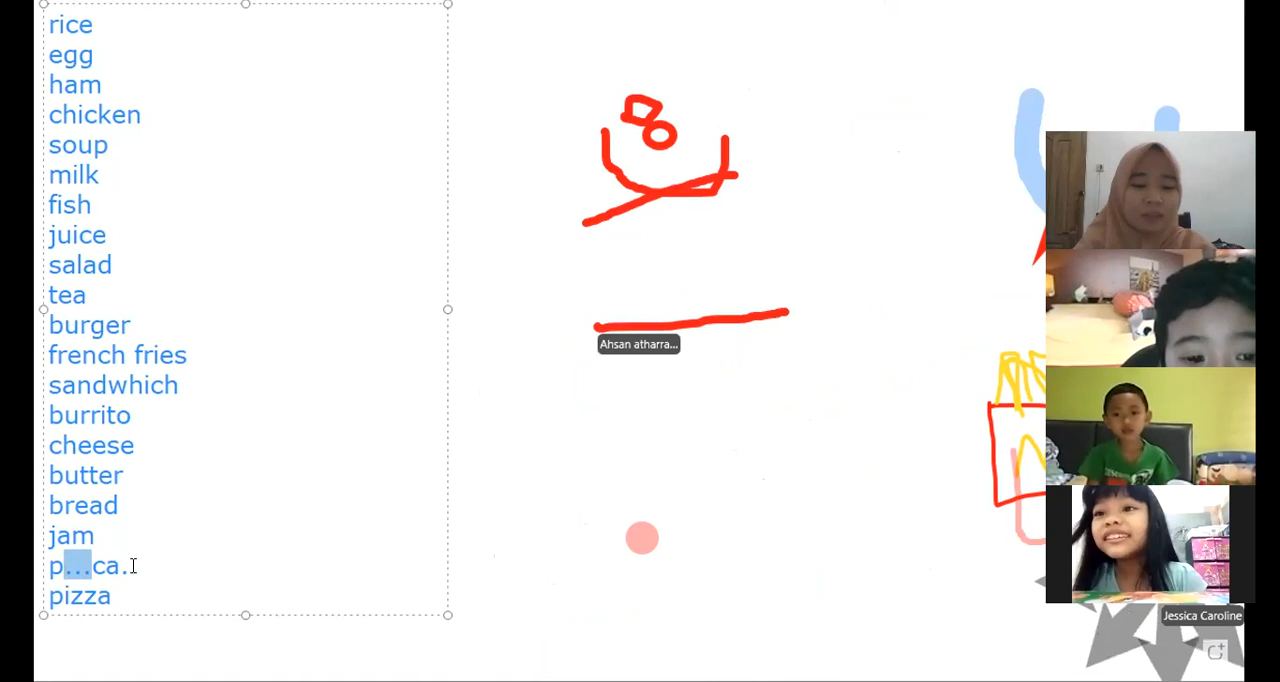 rice
egg
ham
chicken
soup
milk
fish
juice
salad
tea
burger
french fries
sandwhich
burrito
cheese
butter
bread
jam
p...ca..
pizza
Ahsan atharra...
Jessica Caroline